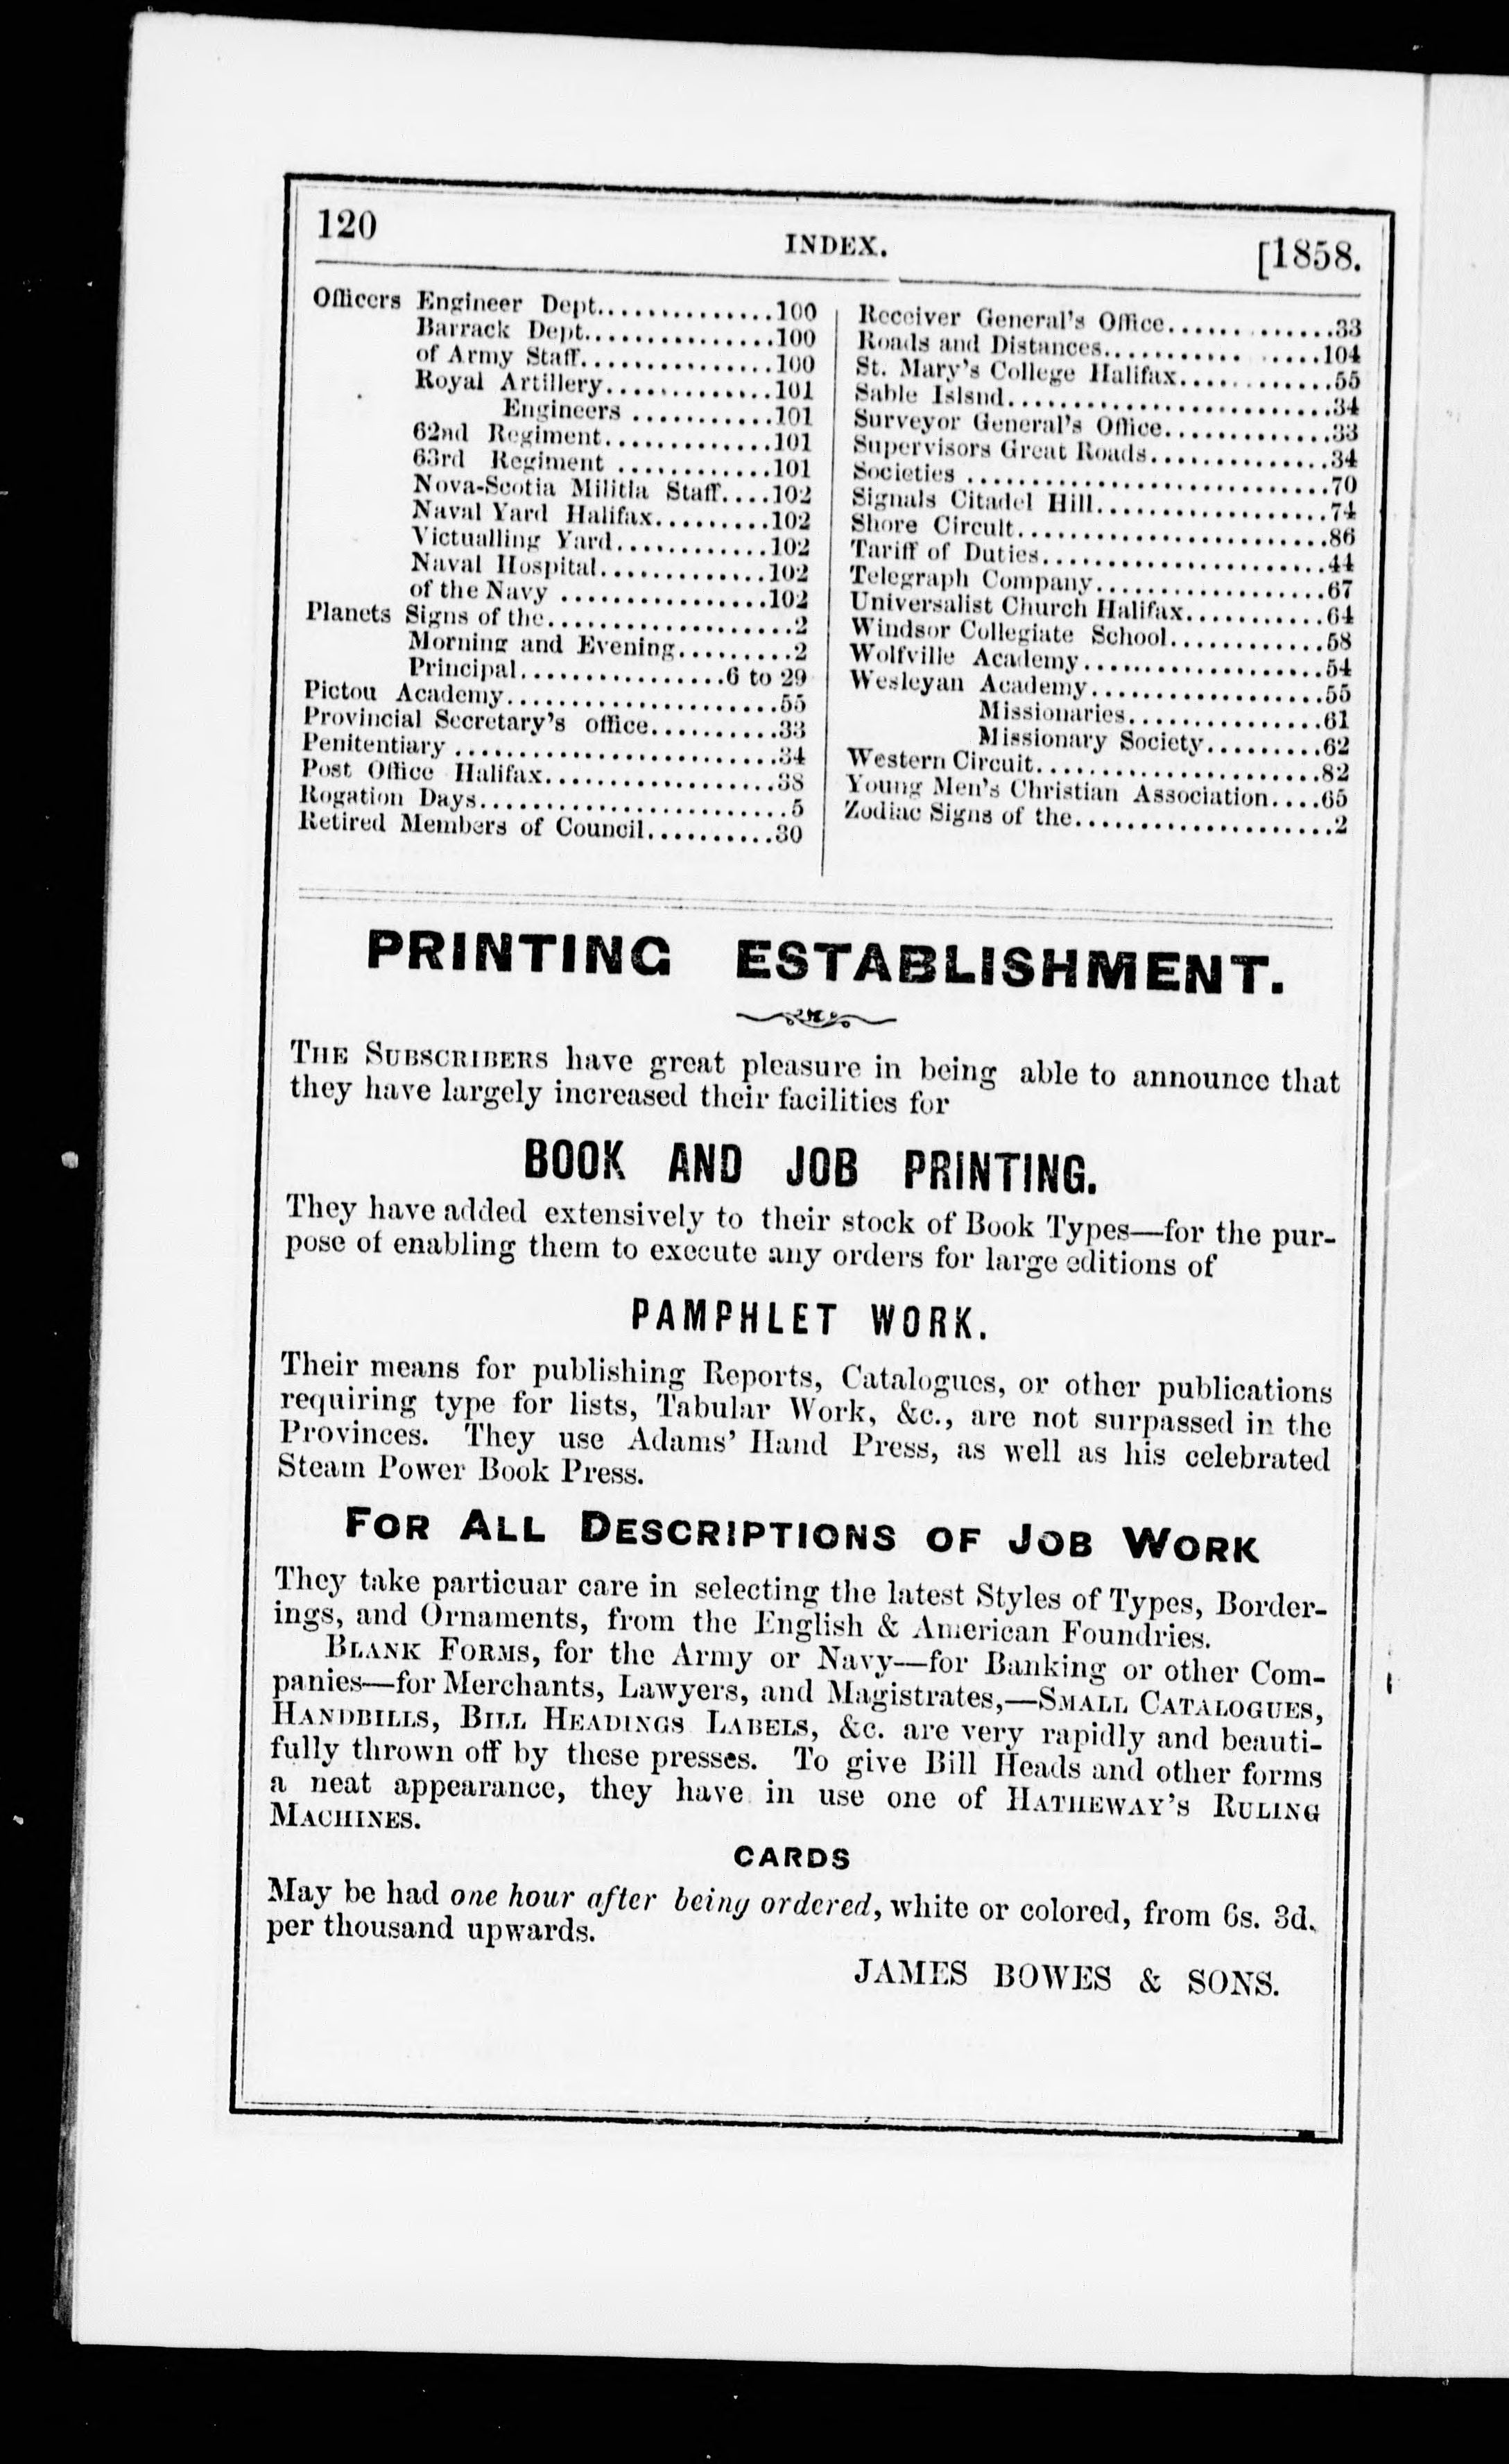 120
INDEX.
[1858.
Officers Engineer Dept...............100
Barrack Dept...............100
of Army Staff...............100
Royal Artillery.............101
Engineers ...........101
62nd Regiment.............101
63rd Regiment ............101
Nova-Scotia Militia Staff....102
Naval Yard Halifax.........102
Victualling Yard............102
Naval Hospital.............102
of the Navy ................102
Planets Signs of the...................2
Morning and Evening.........2
Principal................6 to 29
Pictou Academy.....................55
Provincial Secretary's office..........33
Penitentiary .........................34
Post Office Halifax..................38
Rogation Days........................5
Retired Members of Council..........30
Receiver General's Office...... ......33
Roads and Distances........... .....104
St. Mary's College Halifax............55
Sable Islsnd.........................34
Surveyor General's Office.............33
Supervisors Great Roads..............34
Societies ............................70
Signals Citadel Hill..................74
Shore Circuit........................86
Tariff of Duties......................44
Telegraph Company..................67
Universalist Church Halifax...........64
Windsor Collegiate School............58
Wolfville Academy...................54
Wesleyan Academy..................55
Missionaries...............61
Missionary Society.........62
Western Circuit......................82
Young Men's Christian Association....65
Zodiac Signs of the....................2
PRINTING ESTABLISHMENT.
THE SUBSCRIBERS have great pleasure in being able to announce that
they have largely increased their facilities for
BOOK AND JOB PRINTING.
They have added extensively to their stock of Book Types—for the pur-
pose of enabling them to execute any orders for large editions of
PAMPHLET WORK.
Their means for publishing Reports, Catalogues, or other publications
requiring type for lists, Tabular Work, &c., are not surpassed in the
Provinces. They use Adams' Hand Press, as well as his celebrated
Steam Power Book Press.
FOR ALL DESCRIPTIONS OF JOB WORK
They take particuar care in selecting the latest Styles of Types, Border-
ings, and Ornaments, from the English & American Foundries.
BLANK FORMS, for the Army or Navy—for Banking or other Com-
panies—for Merchants, Lawyers, and Magistrates,—SMALL CATALOGUES,
HANDBILLS, BILL HEADINGS LABELS, &c. are very rapidly and beauti-
fully thrown off by these presses. To give Bill Heads and other forms
a neat appearance, they have in use one of HATHEWAY'S RULING
MACHINES.
CARDS
May be had one hour after being ordered, white or colored, from 6s. 3d.
per thousand upwards.
JAMES BOWES & SONS.